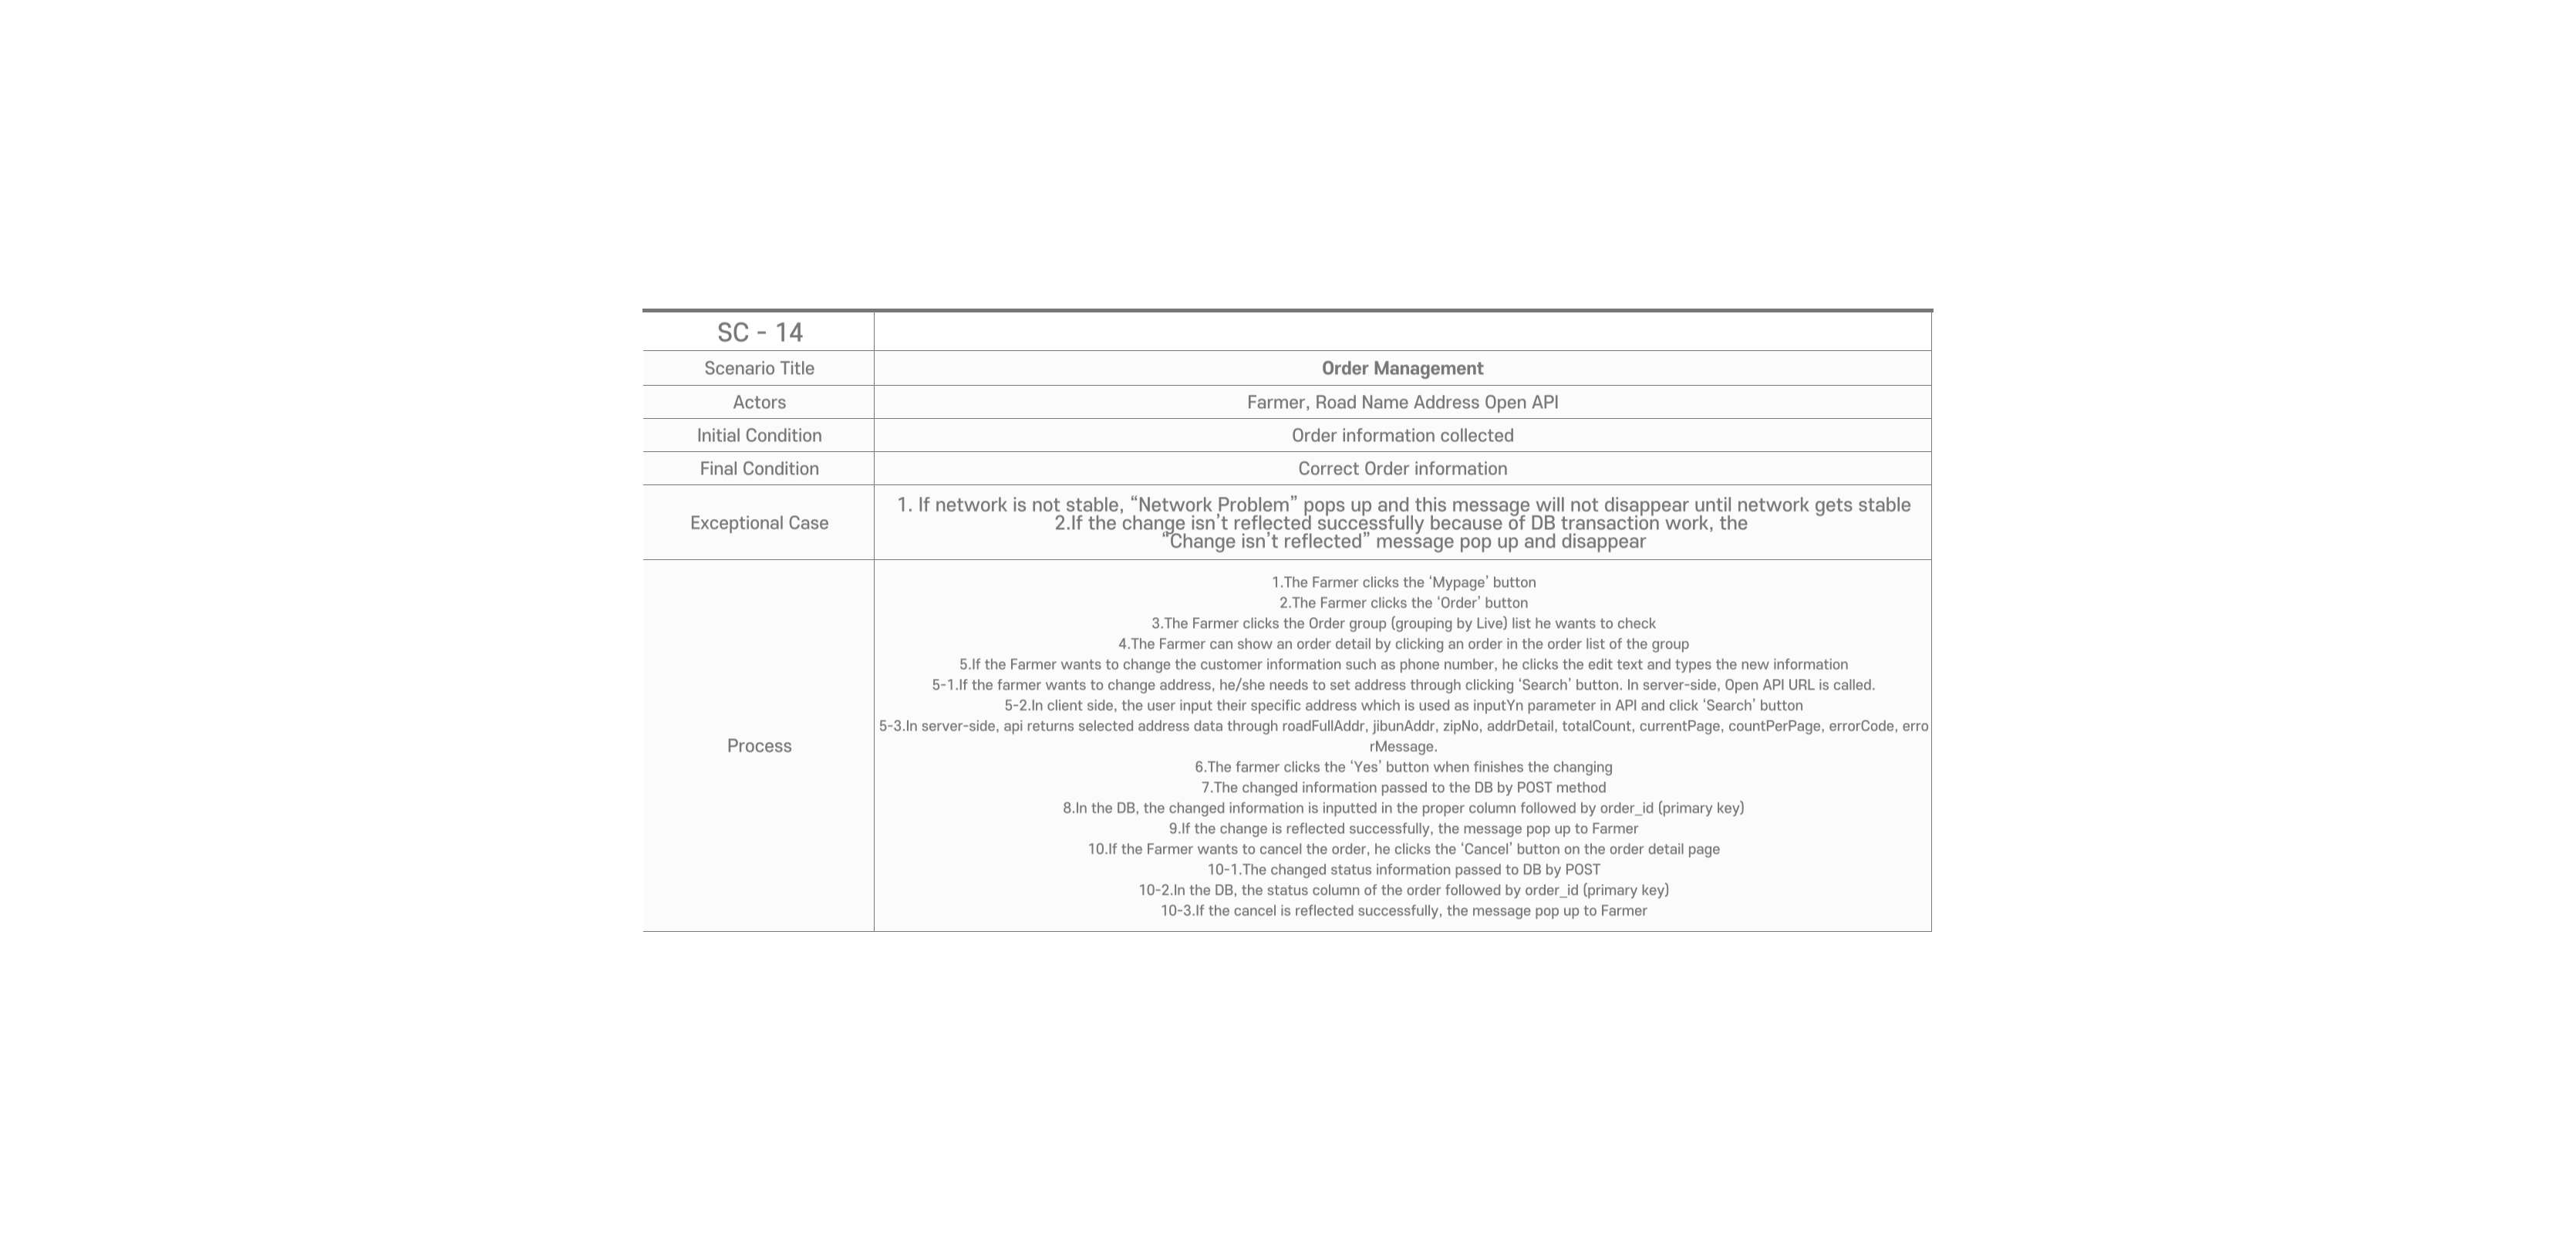 SC - 14
Scenario Title
Order Management
Actors
Farmer, Road Name Address Open API
Initial Condition
Order information collected
Final Condition
Correct Order information
Exceptional Case
1. If network is not stable, “Network Problem” pops up and this message will not disappear until network gets stable
2.If the change isn’t reflected successfully because of DB transaction work, the
“Change isn’t reflected” message pop up and disappear
Process
1.The Farmer clicks the ‘Mypage’ button
2.The Farmer clicks the ‘Order’ button
3.The Farmer clicks the Order group (grouping by Live) list he wants to check
4.The Farmer can show an order detail by clicking an order in the order list of the group
5.If the Farmer wants to change the customer information such as phone number, he clicks the edit text and types the new information
5-1.If the farmer wants to change address, he/she needs to set address through clicking ‘Search’ button. In server-side, Open API URL is called.
5-2.In client side, the user input their specific address which is used as inputYn parameter in API and click ‘Search’ button
5-3.In server-side, api returns selected address data through roadFullAddr, jibunAddr, zipNo, addrDetail, totalCount, currentPage, countPerPage, errorCode, erro
rMessage.
6.The farmer clicks the ‘Yes’ button when finishes the changing
7.The changed information passed to the DB by POST method
8.In the DB, the changed information is inputted in the proper column followed by order_id (primary key)
9.If the change is reflected successfully, the message pop up to Farmer
10.If the Farmer wants to cancel the order, he clicks the ‘Cancel’ button on the order detail page
10-1.The changed status information passed to DB by POST
10-2.In the DB, the status column of the order followed by order_id (primary key)
10-3.If the cancel is reflected successfully, the message pop up to Farmer